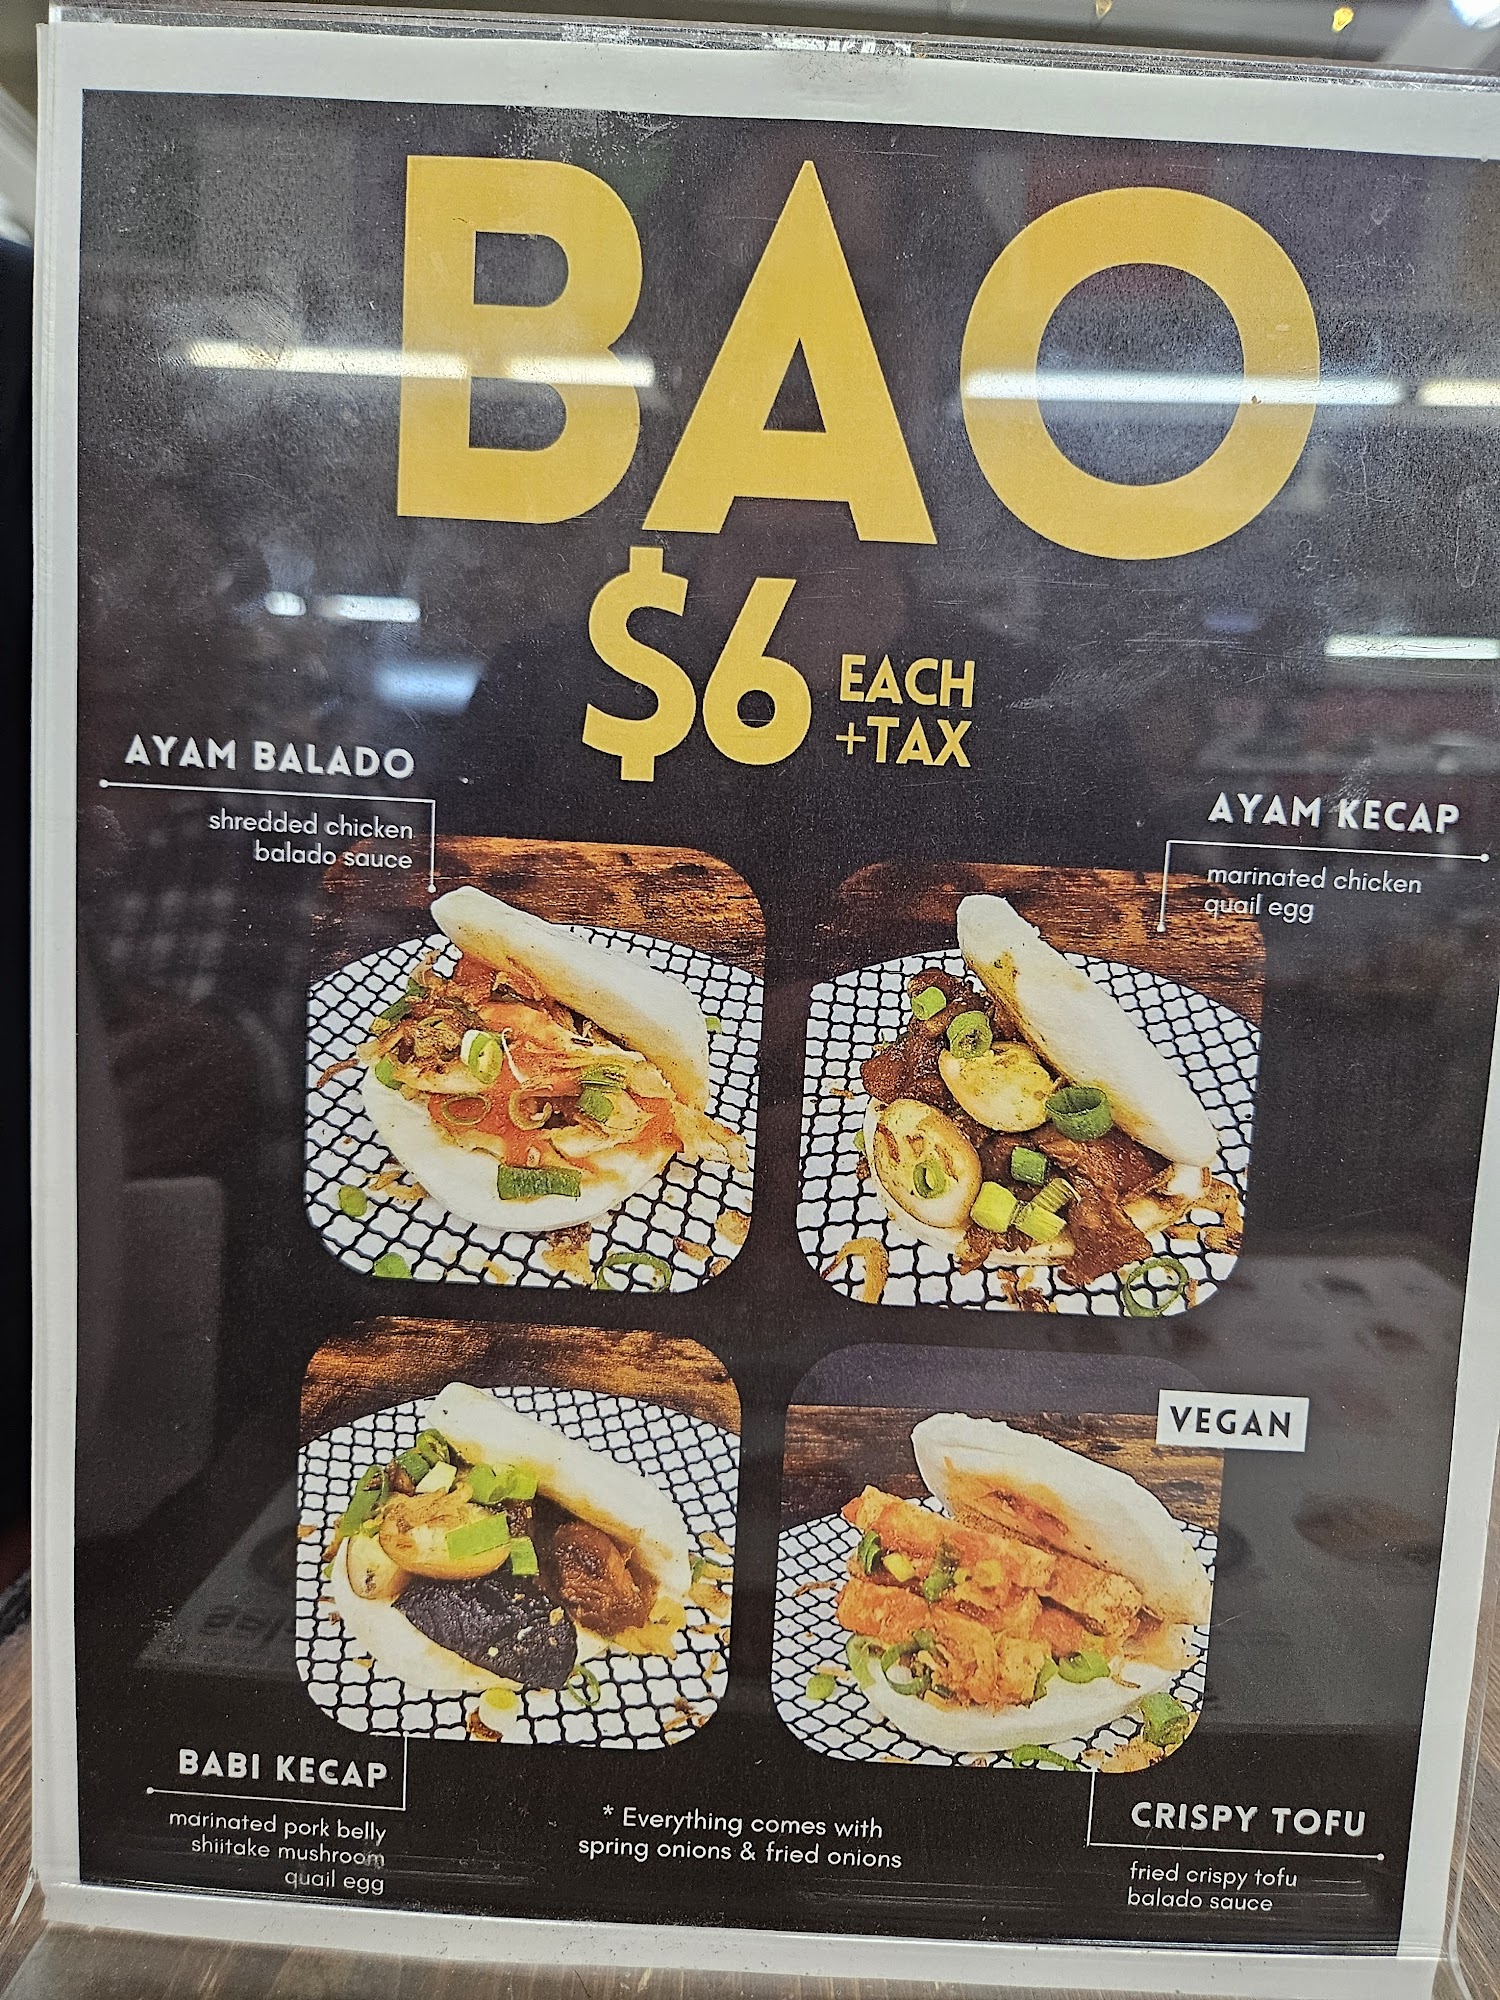 BAO
$6 EACH
+TAX
AYAM BALADO
shredded chicken
balado sauce
AYAM KECAP
marinated chicken
quail egg
VEGAN
BABI KECAP
marinated pork belly
shiitake mushroom
quail egg
* Everything comes with
spring onions & fried onions
CRISPY TOFU
fried crispy tofu
balado sauce